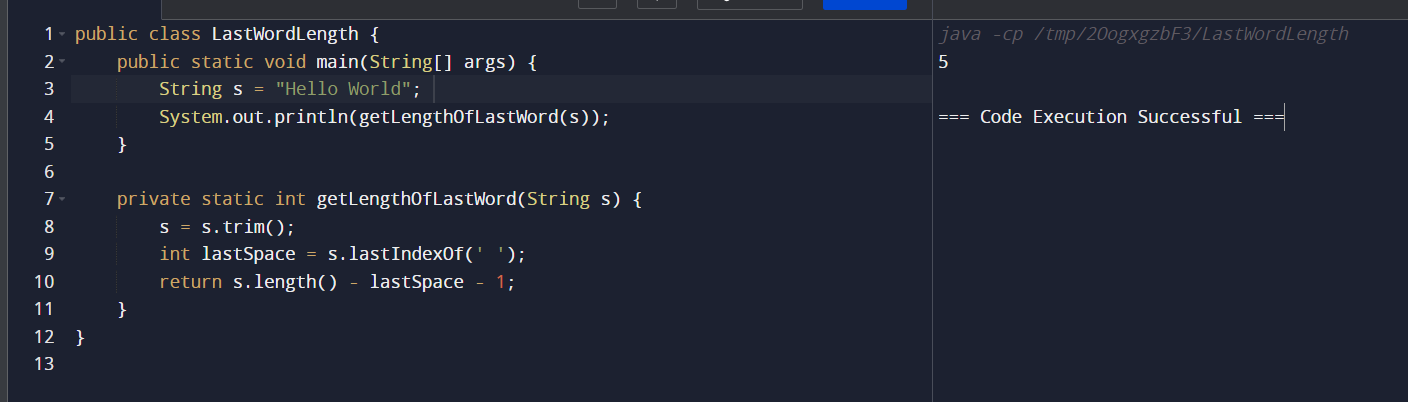 1 public class LastWordLength {
2     public static void main(String[] args) {
3         String s = "Hello World";
4         System.out.println(getLengthOfLastWord(s));
5     }
6
7     private static int getLengthOfLastWord(String s) {
8         s = s.trim();
9         int lastSpace = s.lastIndexOf(' ');
10         return s.length() - lastSpace - 1;
11     }
12 }
13
java -cp /tmp/2OogxgzbF3/LastWordLength
5
=== Code Execution Successful ===